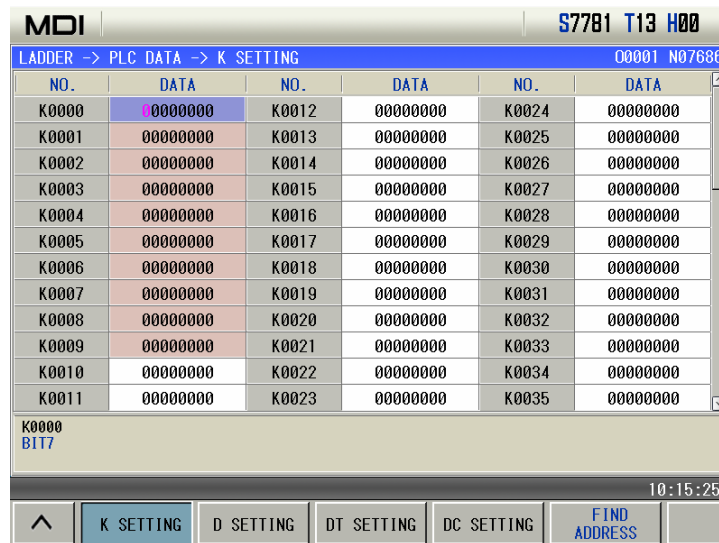 MDI S7781 T13 H00
LADDER -> PLC DATA -> K SETTING O0001 N07686
NO. DATA NO. DATA NO. DATA
K0000 00000000 K0012 00000000 K0024 00000000
K0001 00000000 K0013 00000000 K0025 00000000
K0002 00000000 K0014 00000000 K0026 00000000
K0003 00000000 K0015 00000000 K0027 00000000
K0004 00000000 K0016 00000000 K0028 00000000
K0005 00000000 K0017 00000000 K0029 00000000
K0006 00000000 K0018 00000000 K0030 00000000
K0007 00000000 K0019 00000000 K0031 00000000
K0008 00000000 K0020 00000000 K0032 00000000
K0009 00000000 K0021 00000000 K0033 00000000
K0010 00000000 K0022 00000000 K0034 00000000
K0011 00000000 K0023 00000000 K0035 00000000
K0000
BIT7
10:15:25
K SETTING D SETTING DT SETTING DC SETTING FIND ADDRESS